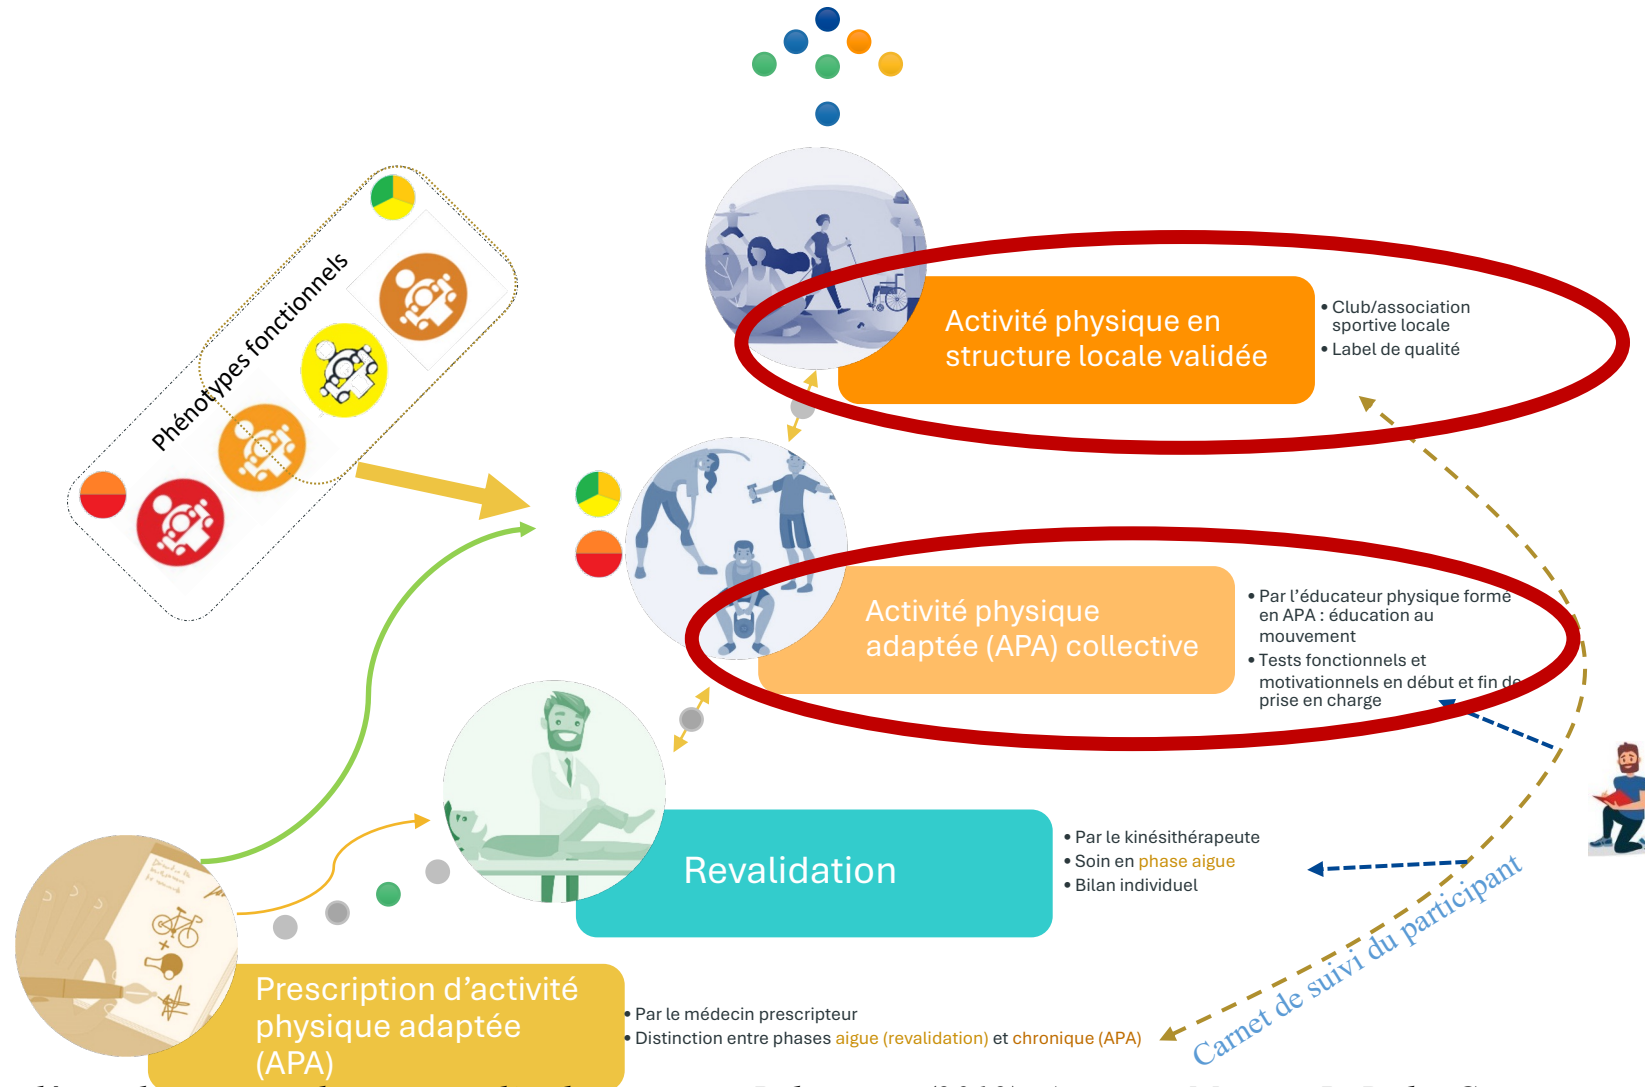 Phénotypes fonctionnels
Activité physique en
structure locale validée
• Club/association
sportive locale
• Label de qualité
Activité physique
adaptée (APA) collective
• Par l'éducateur physique formé
en APA : éducation au
mouvement
• Tests fonctionnels et
motivationnels en début et fin de
prise en charge
Revalidation
• Par le kinésithérapeute
• Soin en phase aigue
• Bilan individuel
Prescription d'activité
physique adaptée
(APA)
• Par le médecin prescripteur
• Distinction entre phases aigue (revalidation) et chronique (APA)
Carnet de suivi du participant